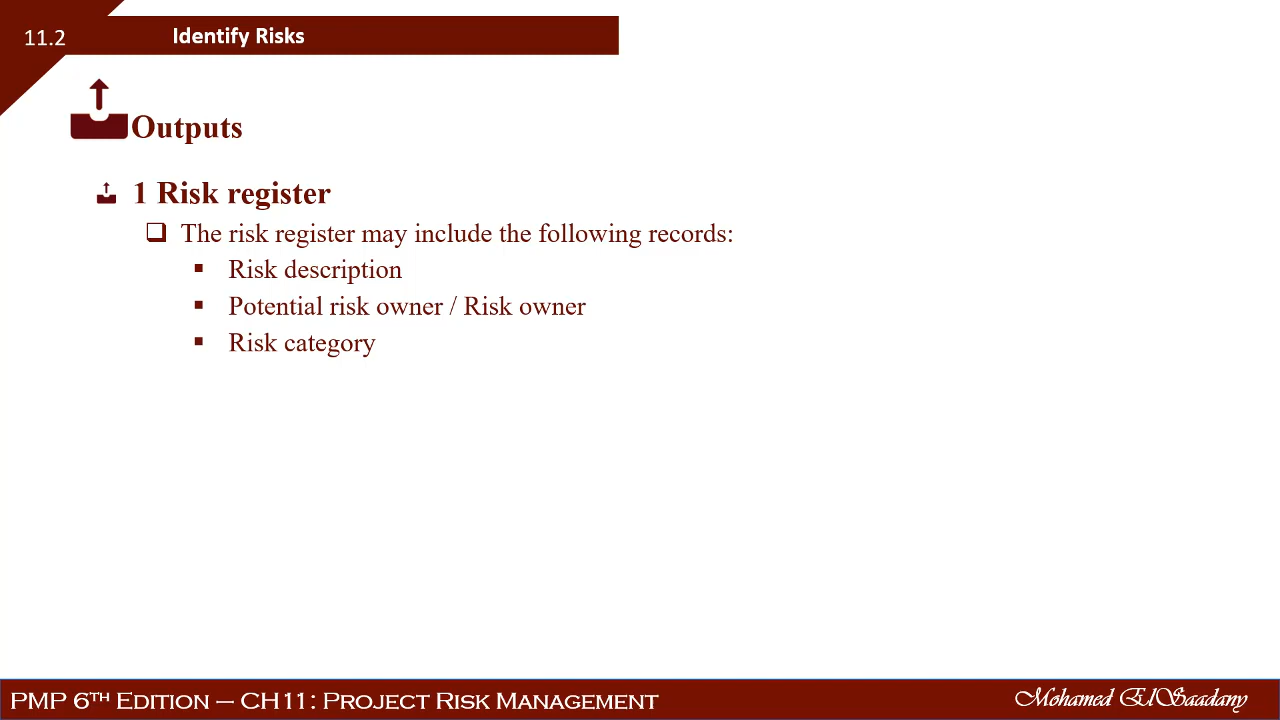 11.2
Identify Risks
Outputs
1 Risk register
The risk register may include the following records:
Risk description
Potential risk owner / Risk owner
Risk category
PMP 6TH Edition – CH11: Project Risk Management
Mohamed ElSaadany